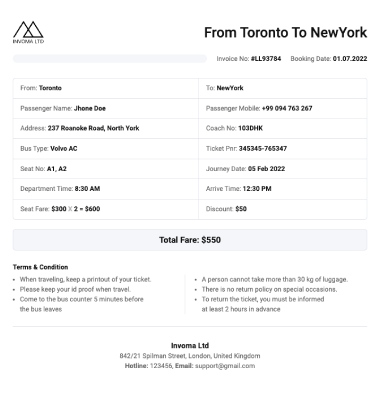 INVOMA LTD
From Toronto To NewYork
Invoice No: #LL93784 Booking Date: 01.07.2022
From: Toronto
To: NewYork
Passenger Name: Jhone Doe
Passenger Mobile: +99 094 763 267
Address: 237 Roanoke Road, North York
Coach No: 103DHK
Bus Type: Volvo AC
Ticket Pnr: 345345-765347
Seat No: A1, A2
Journey Date: 05 Feb 2022
Department Time: 8:30 AM
Arrive Time: 12:30 PM
Seat Fare: $300 X 2 = $600
Discount: $50
Total Fare: $550
Terms & Condition
• When traveling, keep a printout of your ticket.
• Please keep your id proof when travel.
• Come to the bus counter 5 minutes before
the bus leaves
• A person cannot take more than 30 kg of luggage.
• There is no return policy on special occasions.
• To return the ticket, you must be informed
at least 2 hours in advance
Invoma Ltd
842/21 Spilman Street, London, United Kingdom
Hotline: 123456, Email: support@gmail.com